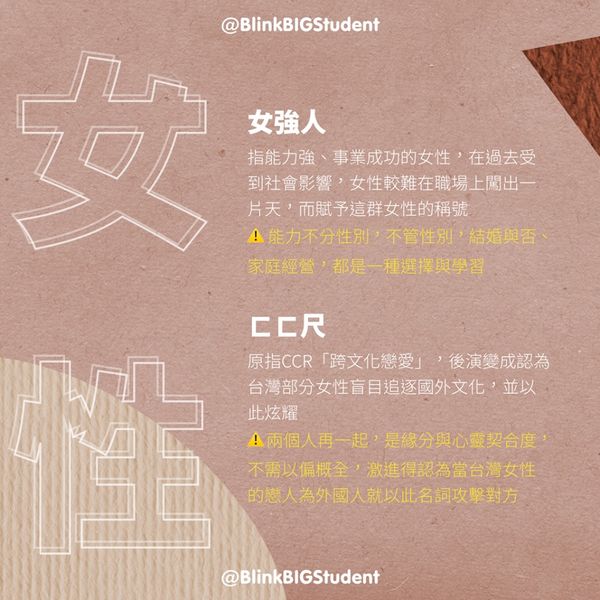 @BlinkBIGStudent
女性
女強人
指能力強、事業成功的女性，在過去受
到社會影響，女性較難在職場上闖出一
片天，而賦予這群女性的稱號
⚠️能力不分性別，不管性別，結婚與否、
家庭經營，都是一種選擇與學習
ㄈㄈ尺
原指CCR「跨文化戀愛」，後演變成認為
台灣部分女性盲目追逐國外文化，並以
此炫耀
⚠️兩個人再一起，是緣分與心靈契合度，
不需以偏概全，激進得認為當台灣女性
的戀人為外國人就以此名詞攻擊對方
@BlinkBIGStudent